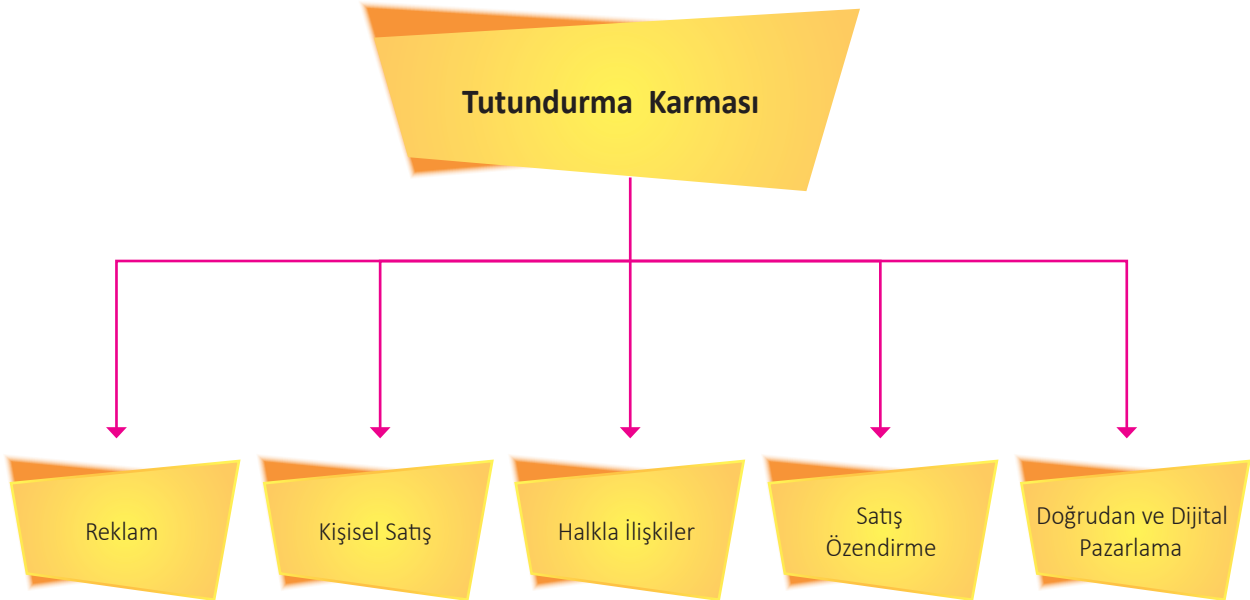 Tutundurma Karması
Reklam
Kişisel Satış
Halkla İlişkiler
Satış
Özendirme
Doğrudan ve Dijital
Pazarlama